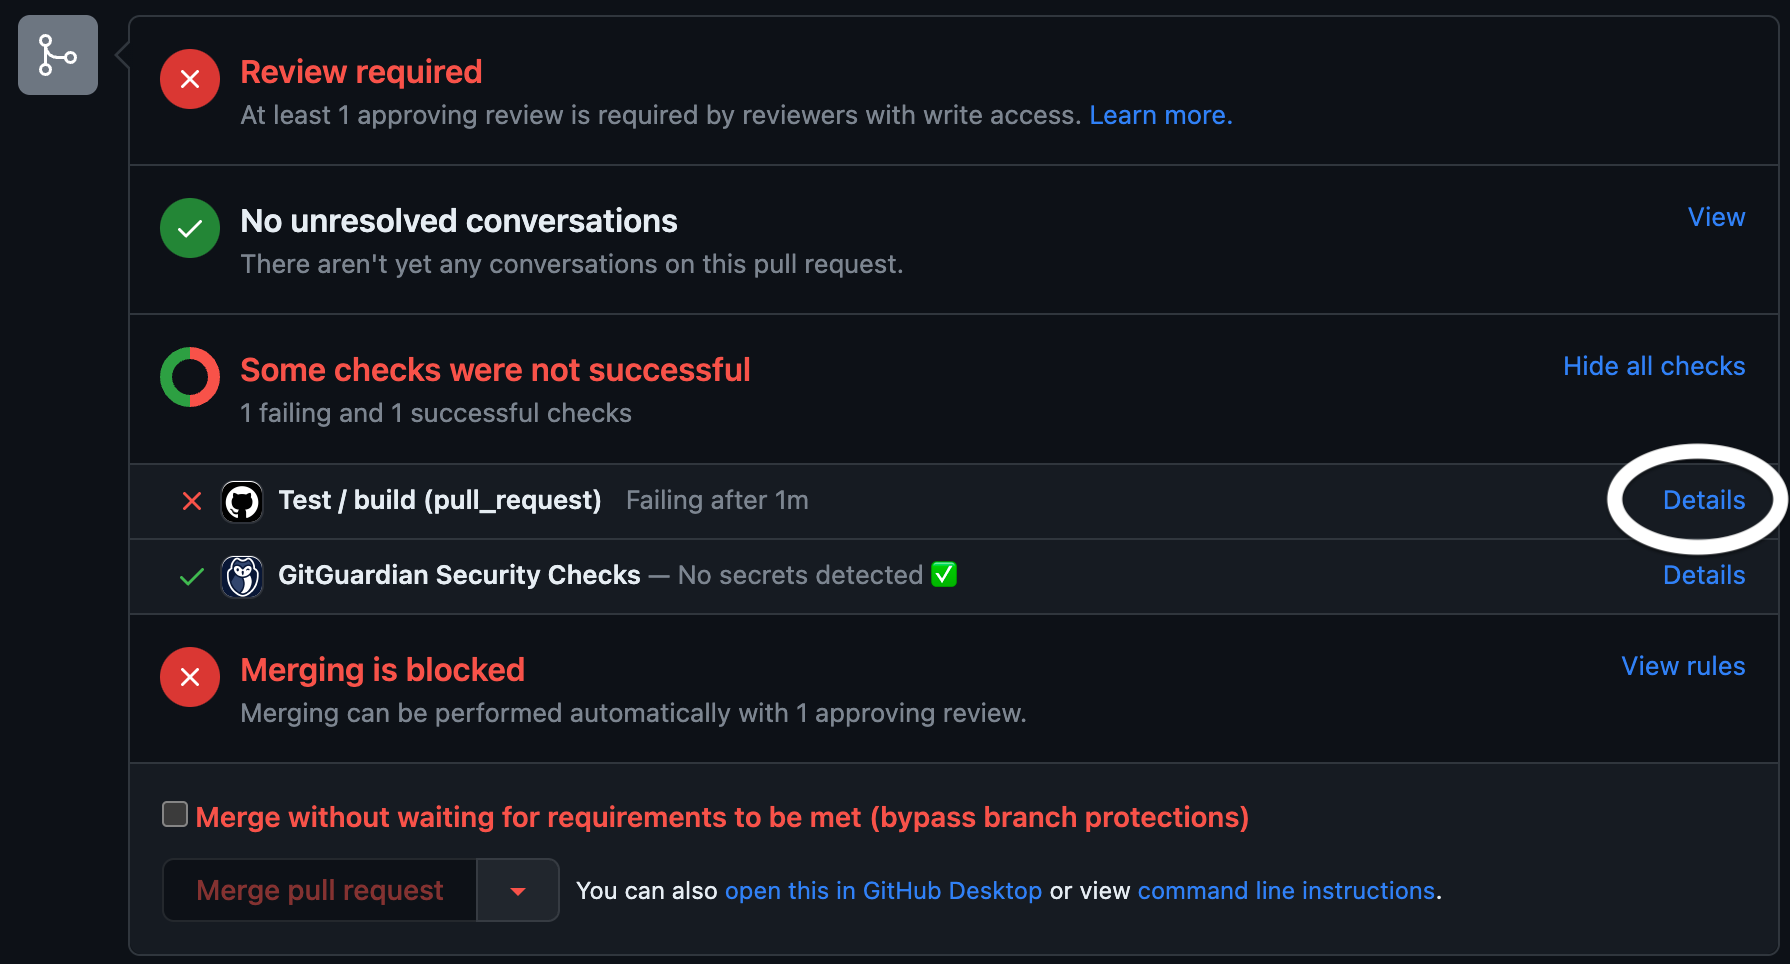 Review required
At least 1 approving review is required by reviewers with write access. Learn more.
No unresolved conversations
View
There aren't yet any conversations on this pull request.
Some checks were not successful
Hide all checks
1 failing and 1 successful checks
Test / build (pull_request) Failing after 1m
Details
GitGuardian Security Checks — No secrets detected ✅
Details
Merging is blocked
View rules
Merging can be performed automatically with 1 approving review.
Merge without waiting for requirements to be met (bypass branch protections)
Merge pull request
You can also open this in GitHub Desktop or view command line instructions.